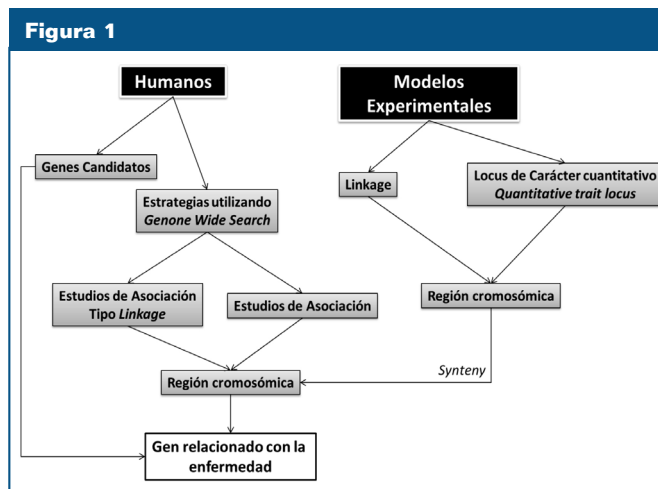 Figura 1
Humanos
Modelos
Experimentales
Genes Candidatos
Linkage
Locus de Carácter cuantitativo
Quantitative trait locus
Estrategias utilizando
Genone Wide Search
Estudios de Asociación
Tipo Linkage
Estudios de Asociación
Región cromosómica
Synteny
Región cromosómica
Gen relacionado con la
enfermedad